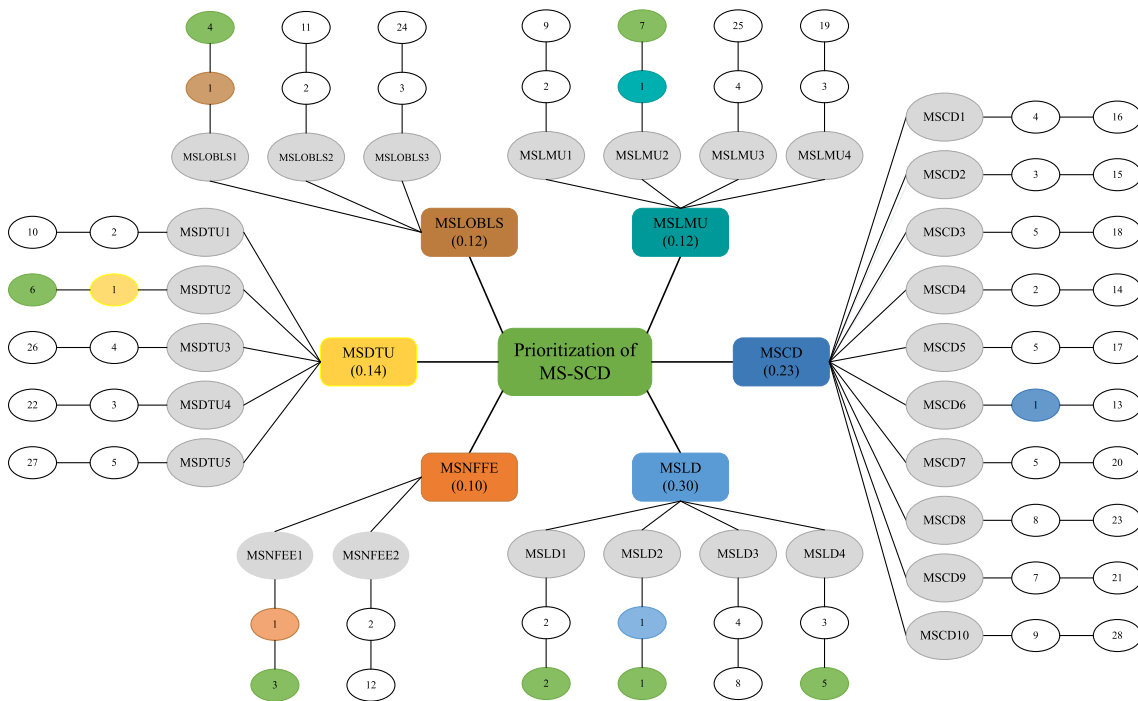 4
11
24
9
7
25
19
1
2
3
2
1
4
3
MSLOBLS1
MSLOBLS2
MSLOBLS3
MSLMU1
MSLMU2
MSLMU3
MSLMU4
MSLOBLS
(0.12)
MSLMU
(0.12)
MSCD1
4
16
MSCD2
3
15
MSCD3
5
18
MSCD4
2
14
MSCD5
5
17
MSCD6
1
13
MSCD7
5
20
MSCD8
8
23
MSCD9
7
21
MSCD10
9
28
10
2
MSDTU1
6
1
MSDTU2
26
4
MSDTU3
22
3
MSDTU4
27
5
MSDTU5
MSDTU
(0.14)
Prioritization of
MS-SCD
MSCD
(0.23)
MSNFFE
(0.10)
MSLD
(0.30)
MSNFEE1
MSNFEE2
MSLD1
MSLD2
MSLD3
MSLD4
1
2
2
1
4
3
3
12
2
1
8
5